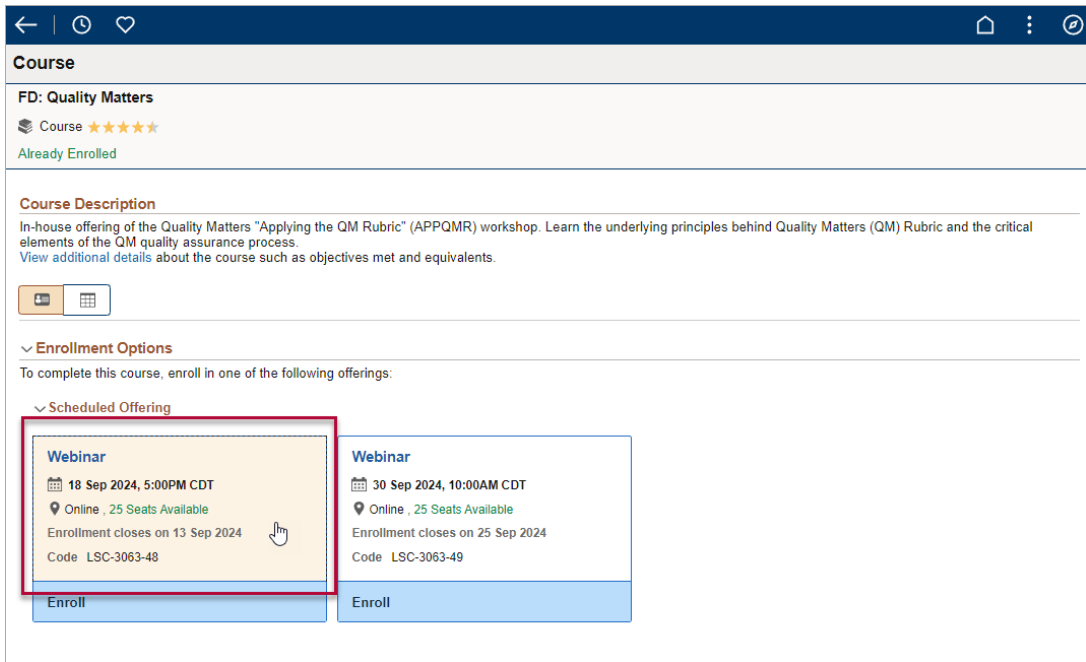 Course
FD: Quality Matters
Course
Already Enrolled
Course Description
In-house offering of the Quality Matters "Applying the QM Rubric" (APPQMR) workshop. Learn the underlying principles behind Quality Matters (QM) Rubric and the critical
elements of the QM quality assurance process.
View additional details about the course such as objectives met and equivalents.
Enrollment Options
To complete this course, enroll in one of the following offerings:
Scheduled Offering
Webinar
18 Sep 2024, 5:00PM CDT
Online , 25 Seats Available
Enrollment closes on 13 Sep 2024
Code LSC-3063-48
Enroll
Webinar
30 Sep 2024, 10:00AM CDT
Online , 25 Seats Available
Enrollment closes on 25 Sep 2024
Code LSC-3063-49
Enroll